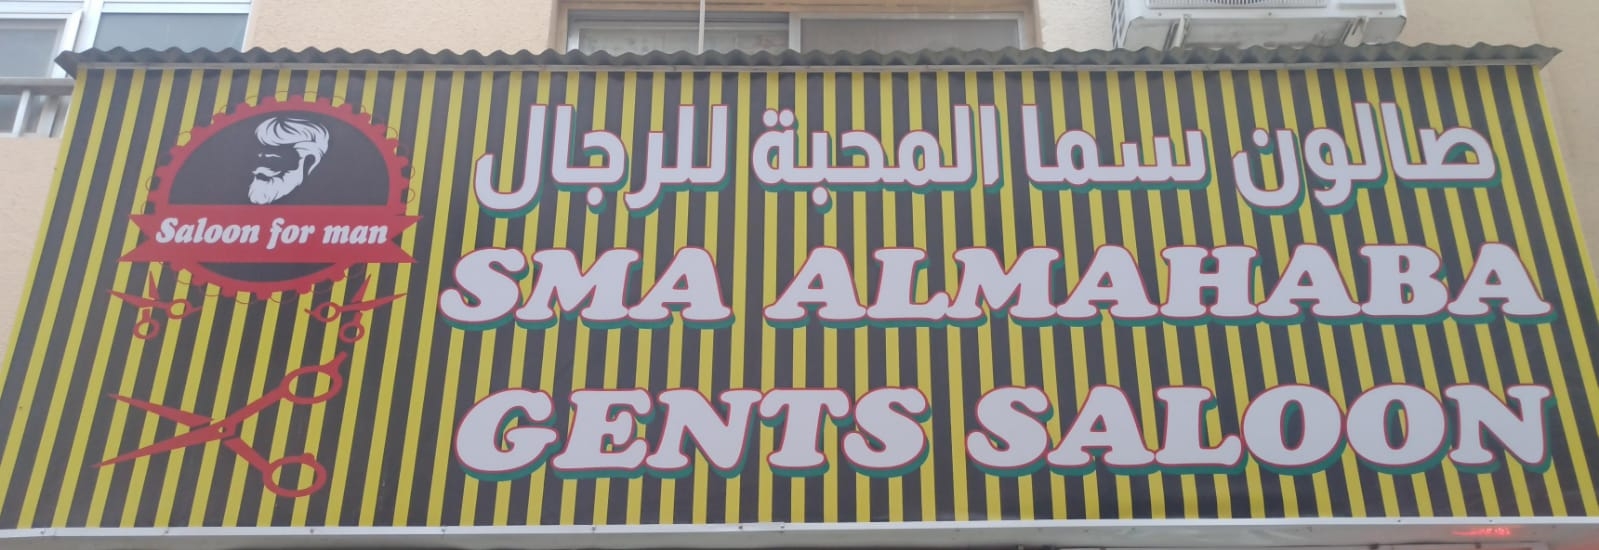 صالون سما المحبة للرجال
SMA ALMAHABA
GENTS SALOON
Saloon for man